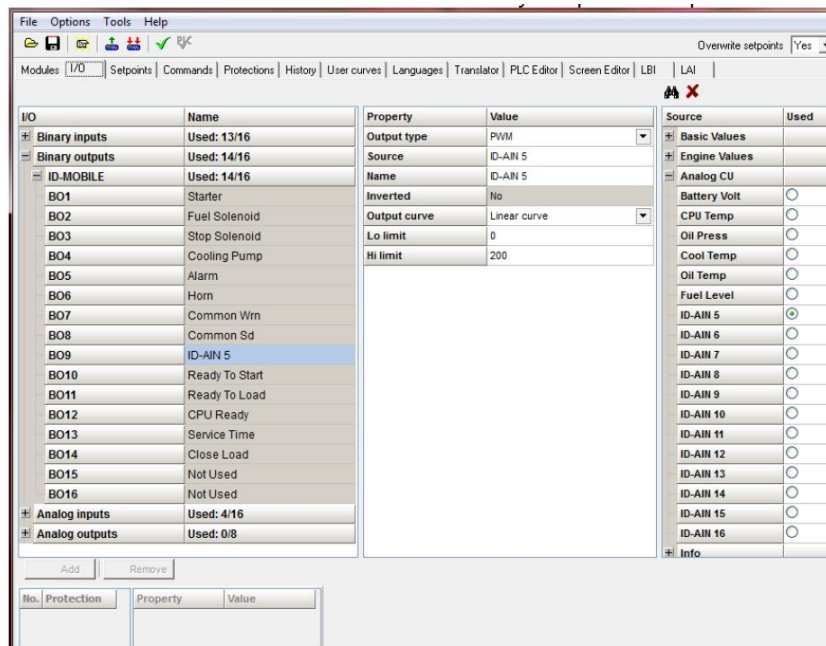 File Options Tools Help
Overwrite setpoints Yes
Modules I/O Setpoints Commands Protections History User curves Languages Translator PLC Editor Screen Editor LBI LAI
I/O Name
Binary inputs Used: 13/16
Binary outputs Used: 14/16
ID-MOBILE Used: 14/16
BO1 Starter
BO2 Fuel Solenoid
BO3 Stop Solenoid
BO4 Cooling Pump
BO5 Alarm
BO6 Horn
BO7 Common Wrn
BO8 Common Sd
BO9 ID-AIN 5
BO10 Ready To Start
BO11 Ready To Load
BO12 CPU Ready
BO13 Service Time
BO14 Close Load
BO15 Not Used
BO16 Not Used
Analog inputs Used: 4/16
Analog outputs Used: 0/8
Property Value
Output type PWM
Source ID-AIN 5
Name ID-AIN 5
Inverted No
Output curve Linear curve
Lo limit 0
Hi limit 200
Source Used
Basic Values
Engine Values
Analog CU
Battery Volt
CPU Temp
Oil Press
Cool Temp
Oil Temp
Fuel Level
ID-AIN 5
ID-AIN 6
ID-AIN 7
ID-AIN 8
ID-AIN 9
ID-AIN 10
ID-AIN 11
ID-AIN 12
ID-AIN 13
ID-AIN 14
ID-AIN 15
ID-AIN 16
Info
Add Remove
No. Protection Property Value